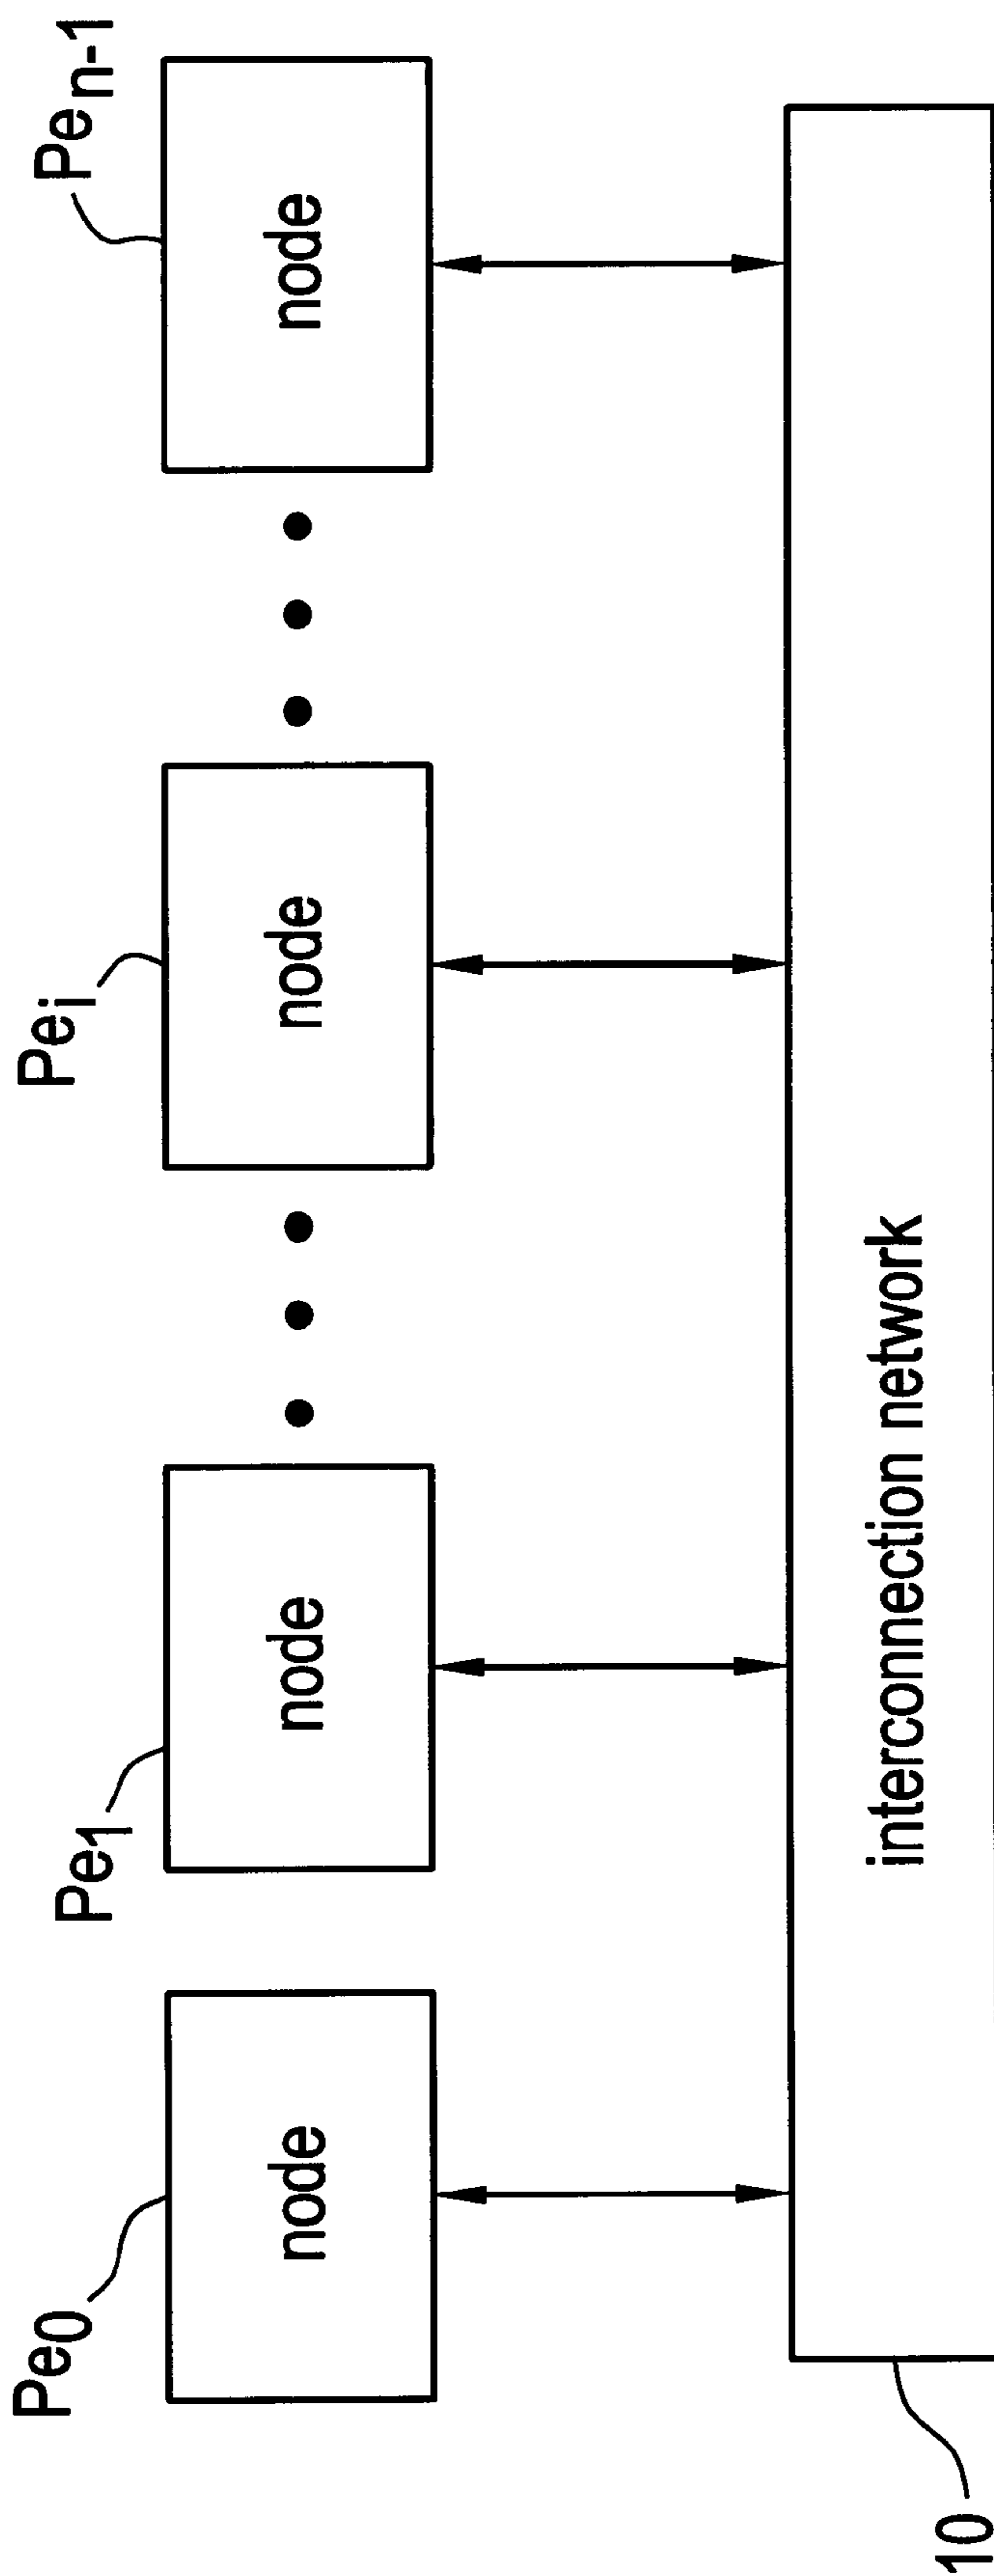 Pe0
Pe1
Pei
Pen-1
node
node
node
node
interconnection network
10